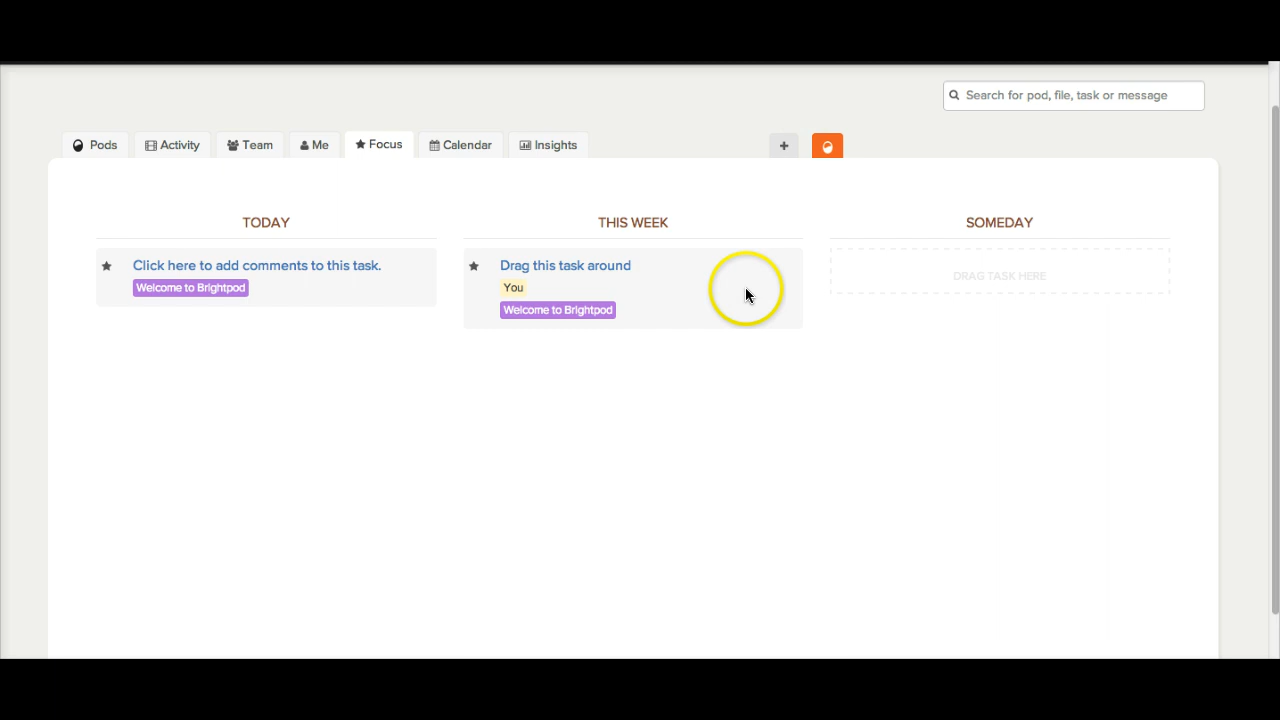 Search for pod, file, task or message
Pods Activity Team Me Focus Calendar Insights +
TODAY
Click here to add comments to this task.
Welcome to Brightpod
THIS WEEK
Drag this task around
You
Welcome to Brightpod
SOMEDAY
DRAG TASK HERE